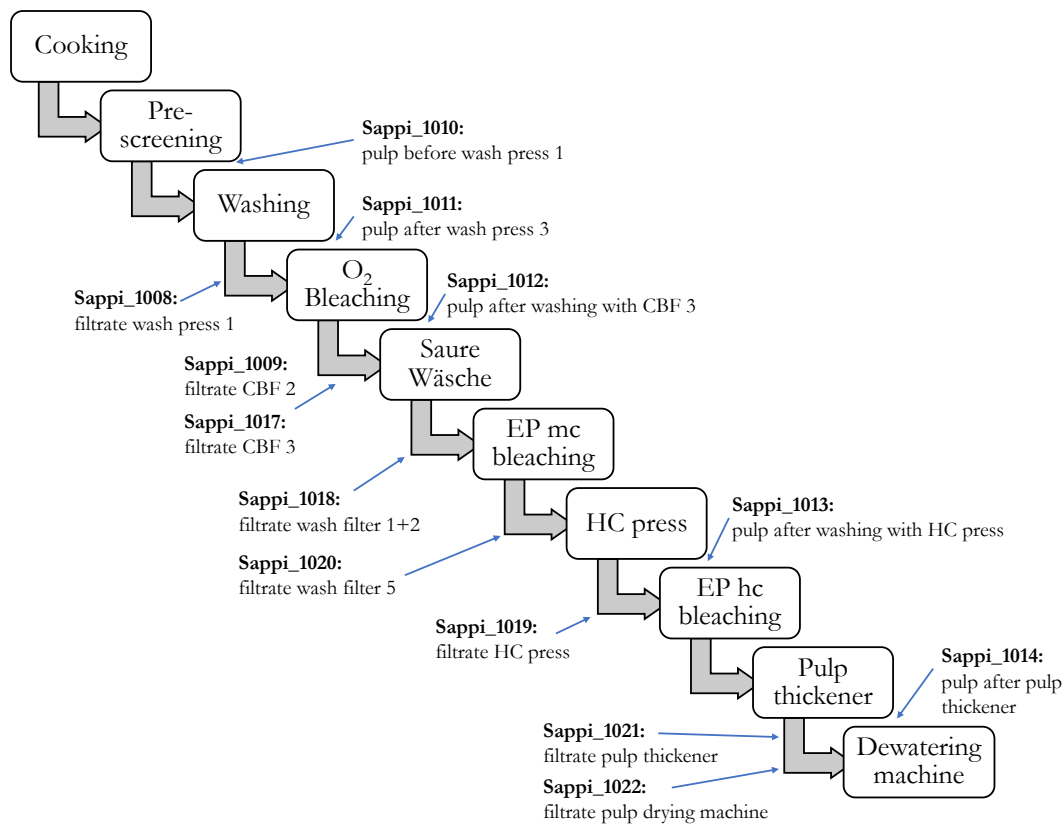 Cooking
Pre-
screening
Sappi_1010:
pulp before wash press 1
Washing
Sappi_1011:
pulp after wash press 3
O₂
Bleaching
Sappi_1008:
filtrate wash press 1
Sappi_1012:
pulp after washing with CBF 3
Saure
Wäsche
Sappi_1009:
filtrate CBF 2
Sappi_1017:
filtrate CBF 3
EP mc
bleaching
Sappi_1018:
filtrate wash filter 1+2
HC press
Sappi_1013:
pulp after washing with HC press
Sappi_1020:
filtrate wash filter 5
EP hc
bleaching
Sappi_1019:
filtrate HC press
Pulp
thickener
Sappi_1014:
pulp after pulp
thickener
Sappi_1021:
filtrate pulp thickener
Dewatering
machine
Sappi_1022:
filtrate pulp drying machine